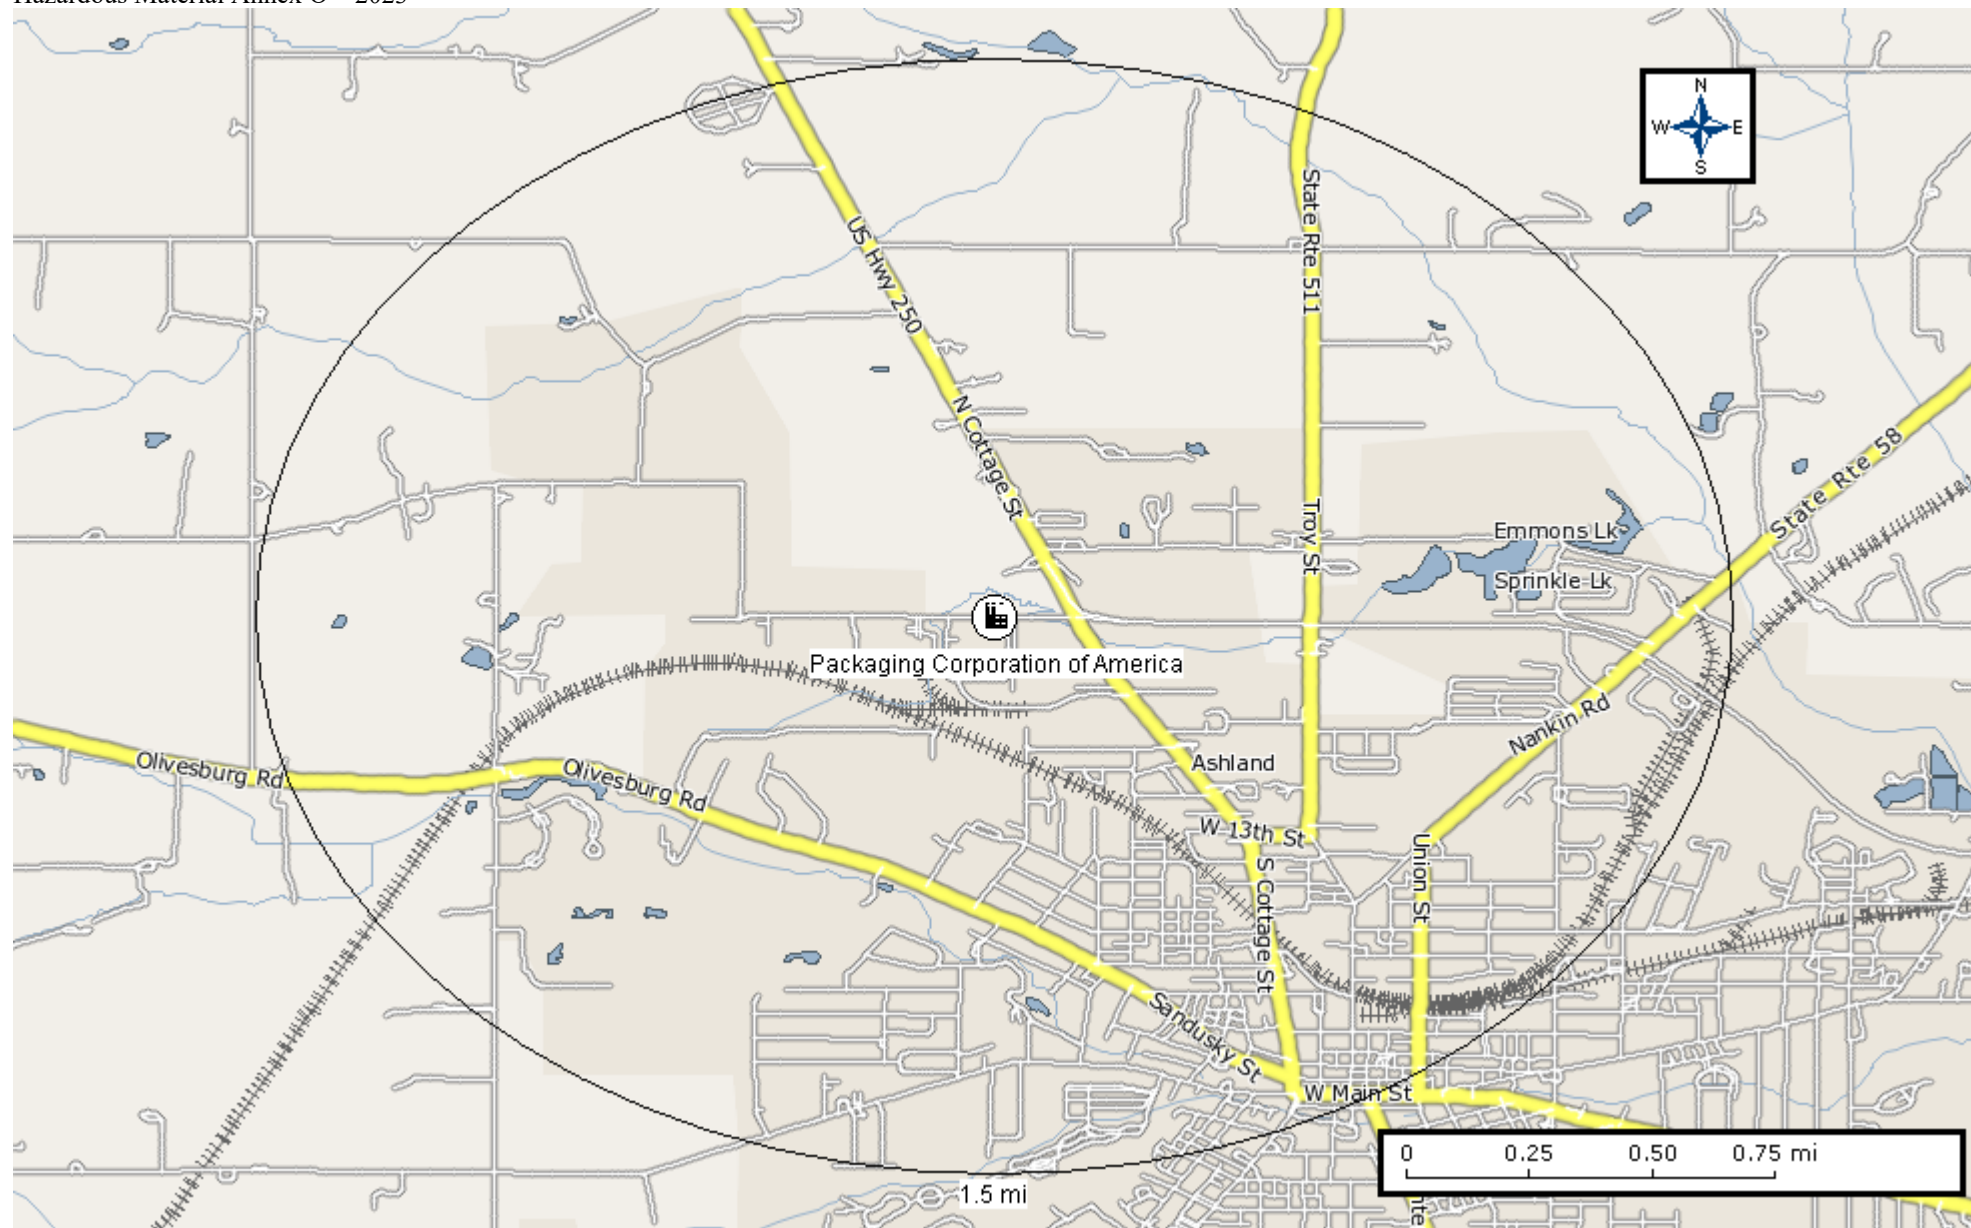 Hazardous Material Annex O – 2023
N
W E
S
State Rte 511
US Hwy 250
N Cottage St
State Rte 58
Troy St
Emmons Lk
Sprinkle Lk
Packaging Corporation of America
Nankin Rd
Olivesburg Rd
Olivesburg Rd
Ashland
W 13th St
Union St
S Cottage St
Sandusky St
W Main St
0 0.25 0.50 0.75 mi
1.5 mi